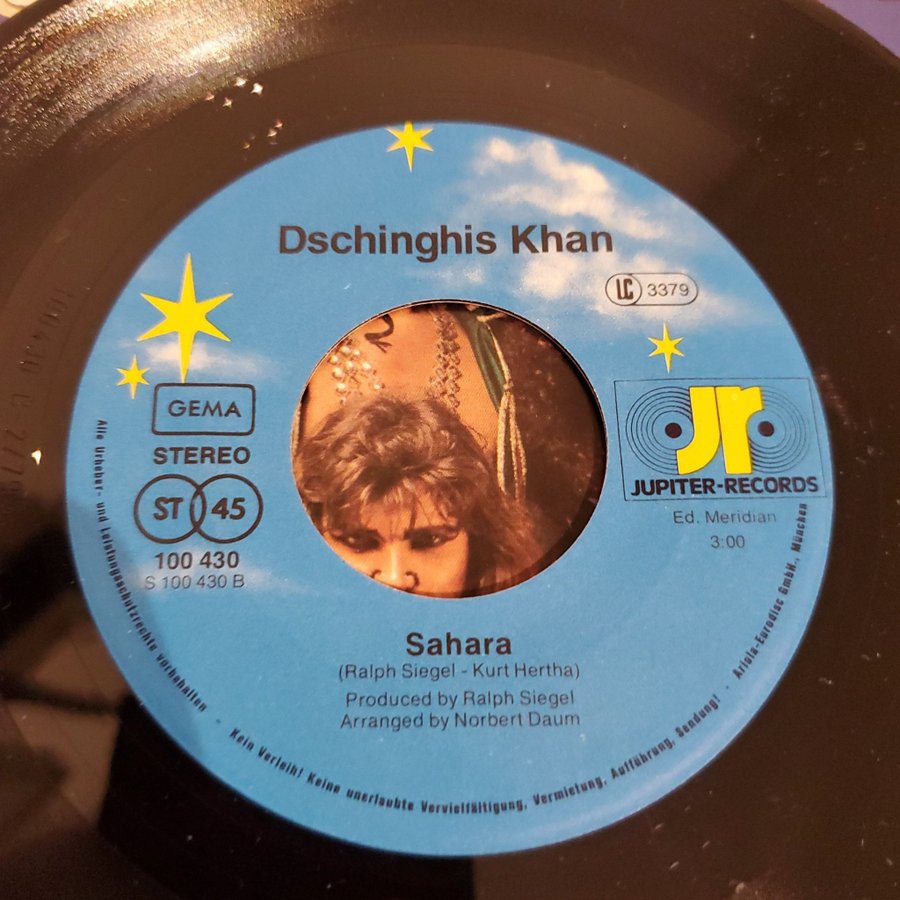 Dschinghis Khan
LC 3379
GEMA
STEREO
ST 45
100 430
S 100 430 B
jr
JUPITER-RECORDS
Ed. Meridian
3:00
Sahara
(Ralph Siegel - Kurt Hertha)
Produced by Ralph Siegel
Arranged by Norbert Daum
Alle Urheber- und Leistungsschutzrechte vorbehalten - Kein Verleih! Keine unerlaubte Vervielfältigung, Vermietung, Aufführung, Sendung! - Ariola-Eurodisc GmbH., München